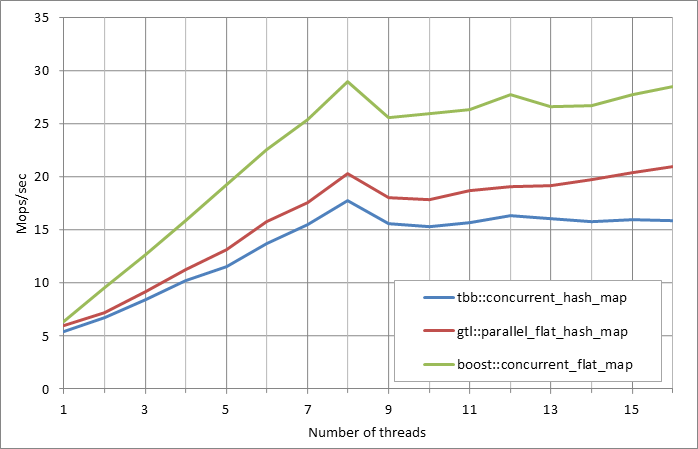 35
30
25
20
15
10
5
0
Mops/sec
tbb::concurrent_hash_map
gtl::parallel_flat_hash_map
boost::concurrent_flat_map
1 3 5 7 9 11 13 15
Number of threads